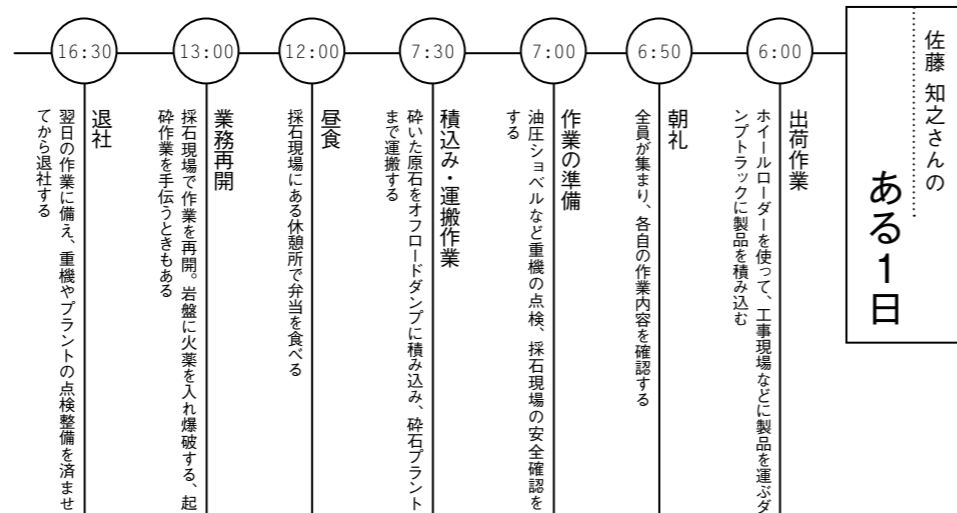 佐藤 知之さんの
ある1日
6:00
出荷作業
ホイールローダーを使って、工事現場などに製品を運ぶダ
ンプトラックに製品を積み込む
6:50
朝礼
全員が集まり、各自の作業内容を確認する
7:00
作業の準備
油圧ショベルなど重機の点検、採石現場の安全確認を
する
7:30
積込み・運搬作業
砕いた原石をオフロードダンプに積み込み、砕石プラント
まで運搬する
12:00
昼食
採石現場にある休憩所で弁当を食べる
13:00
業務再開
採石現場で作業を再開。岩盤に火薬を入れ爆破する、起
砕作業を手伝うときもある
16:30
退社
翌日の作業に備え、重機やプラントの点検整備を済ませ
てから退社する